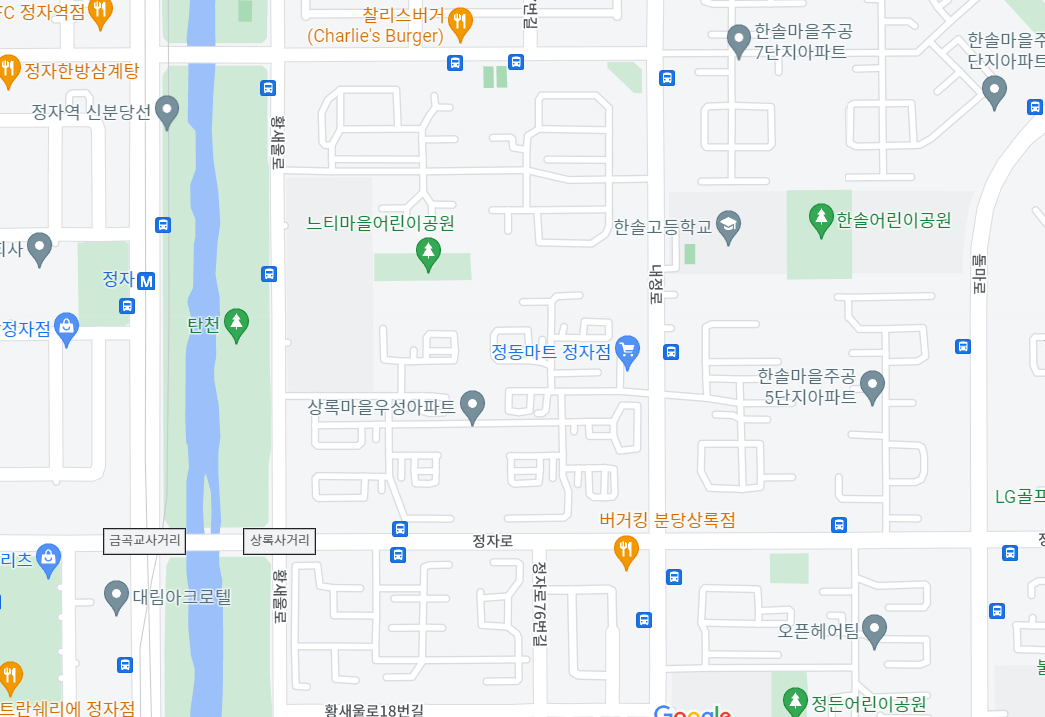 FC 정자역점
찰리스버거
(Charlie's Burger)
번길
한솔마을주공
7단지아파트
한솔마을주
단지아파트
정자한방삼계탕
정자역 신분당선
황새울로
느티마을어린이공원
한솔고등학교
한솔어린이공원
회사
정자
M
내정로
돌마로
정자점
탄천
정동마트 정자점
한솔마을주공
5단지아파트
상록마을우성아파트
LG골프
버거킹 분당상록점
금곡교사거리
상록사거리
정자로
리츠
황새울로
정자로76번길
대림아크로텔
오픈헤어팀
트란쉐리에 정자점
황새울로18번길
Google
정든어린이공원